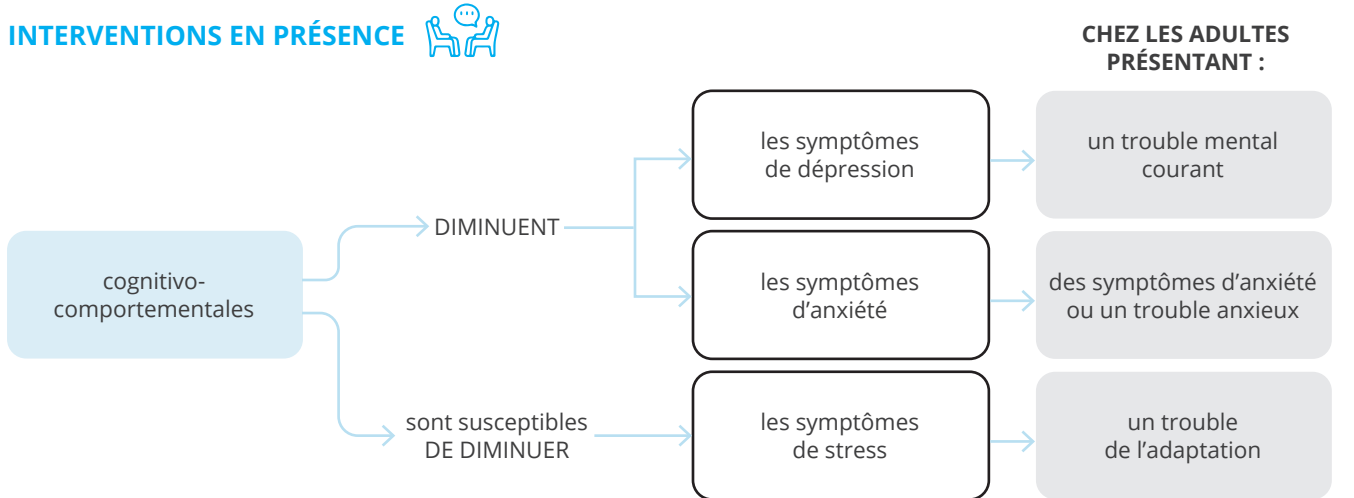 INTERVENTIONS EN PRÉSENCE
CHEZ LES ADULTES
PRÉSENTANT :
cognitivo-
comportementales
DIMINUENT
les symptômes
de dépression
un trouble mental
courant
les symptômes
d’anxiété
des symptômes d’anxiété
ou un trouble anxieux
sont susceptibles
DE DIMINUER
les symptômes
de stress
un trouble
de l’adaptation